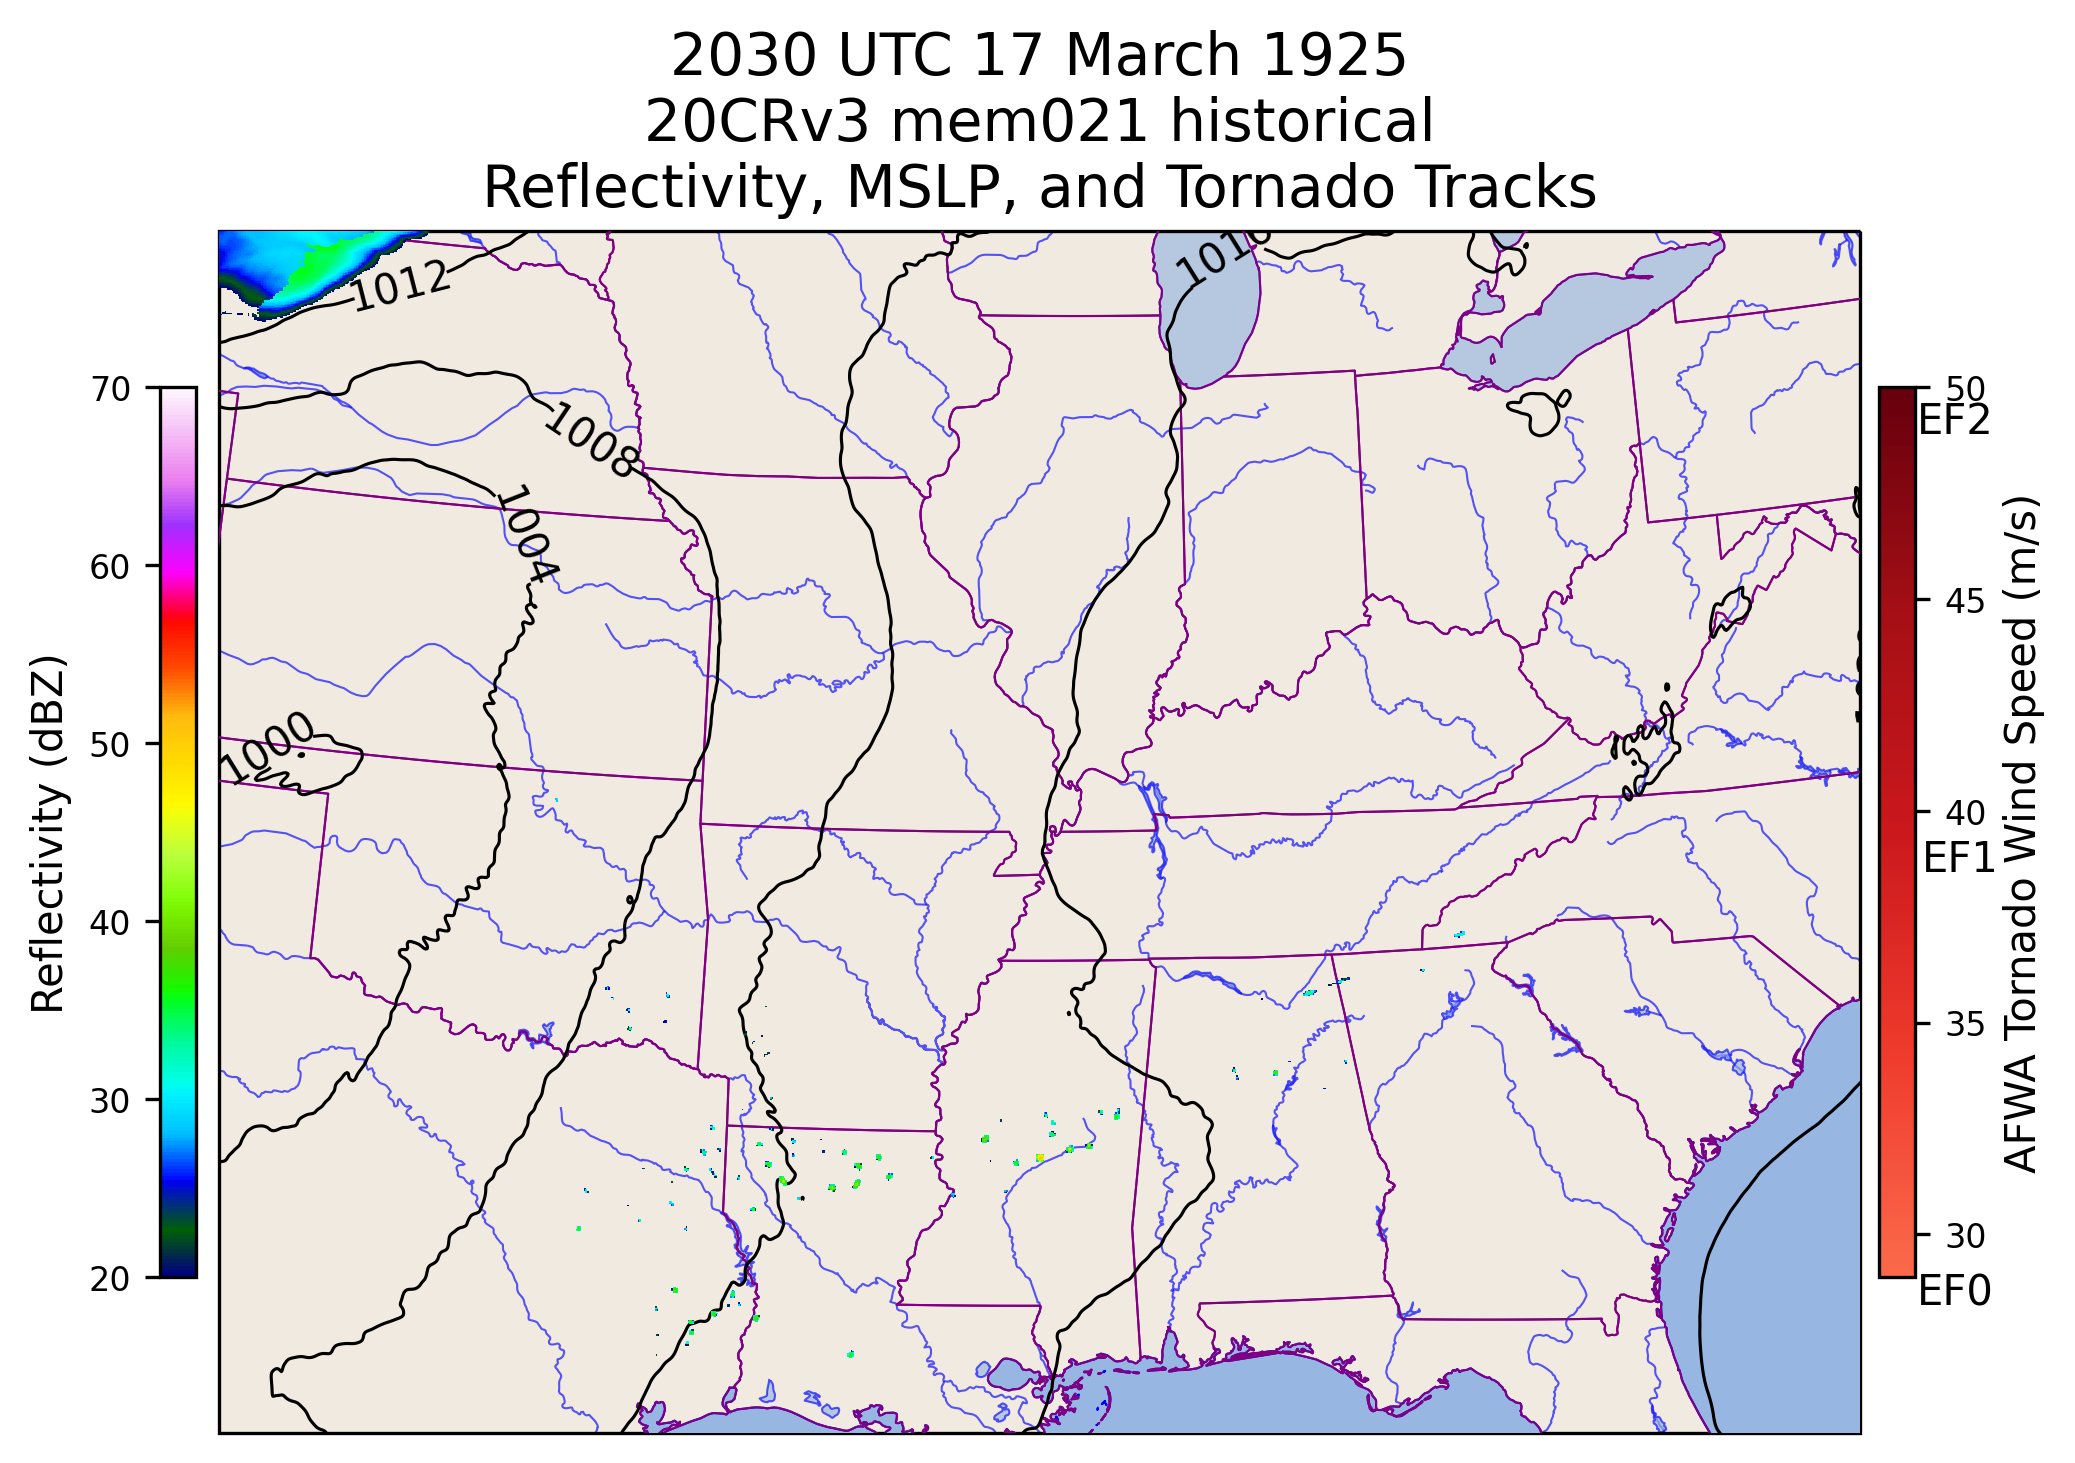 2030 UTC 17 March 1925
20CRv3 mem021 historical
Reflectivity, MSLP, and Tornado Tracks
1012
1008
1004
1000
70
60
50
40
30
20
Reflectivity (dBZ)
50
EF2
45
40
EF1
35
30
EF0
AFWA Tornado Wind Speed (m/s)